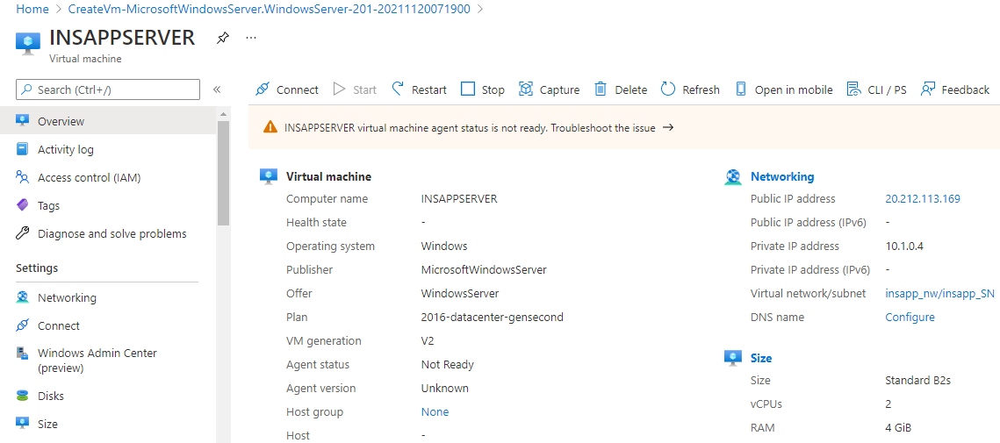 Home > CreateVm-MicrosoftWindowsServer.WindowsServer-201-20211120071900 >
INSAPPSERVER ...
Virtual machine
Search (Ctrl+/) «
Overview
Activity log
Access control (IAM)
Tags
Diagnose and solve problems
Settings
Networking
Connect
Windows Admin Center
(preview)
Disks
Size
Connect Start Restart Stop Capture Delete Refresh Open in mobile CLI / PS Feedback
INSAPPSERVER virtual machine agent status is not ready. Troubleshoot the issue →
Virtual machine
Computer name INSAPPSERVER
Health state -
Operating system Windows
Publisher MicrosoftWindowsServer
Offer WindowsServer
Plan 2016-datacenter-gensecond
VM generation V2
Agent status Not Ready
Agent version Unknown
Host group None
Host -
Networking
Public IP address 20.212.113.169
Public IP address (IPv6) -
Private IP address 10.1.0.4
Private IP address (IPv6) -
Virtual network/subnet insapp_nw/insapp_SN
DNS name Configure
Size
Size Standard B2s
vCPUs 2
RAM 4 GiB